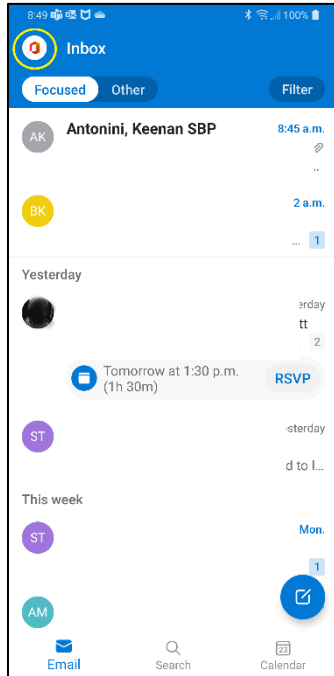 8:49 100%
Inbox
Focused Other Filter
AK Antonini, Keenan SBP 8:45 a.m.
..
BK 2 a.m.
... 1
Yesterday
erday
tt
2
Tomorrow at 1:30 p.m. RSVP
(1h 30m)
ST sterday
d to l...
This week
ST Mon.
1
AM
Email Search 23 Calendar